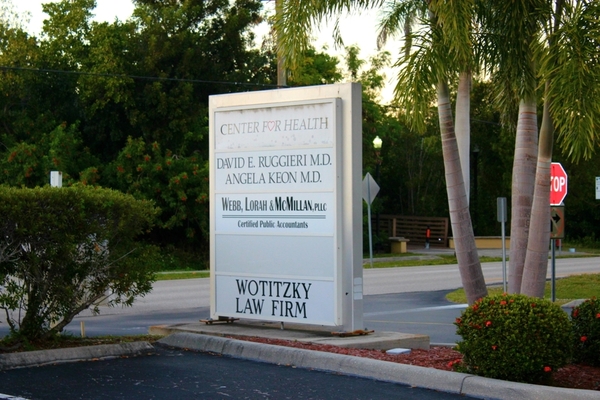 CENTER FOR HEALTH
DAVID E. RUGGIERI M.D.
ANGELA KEON M.D.
WEBB, LORAH & MCMILLAN, PLLC
Certified Public Accountants
WOTITZKY
LAW FIRM
STOP